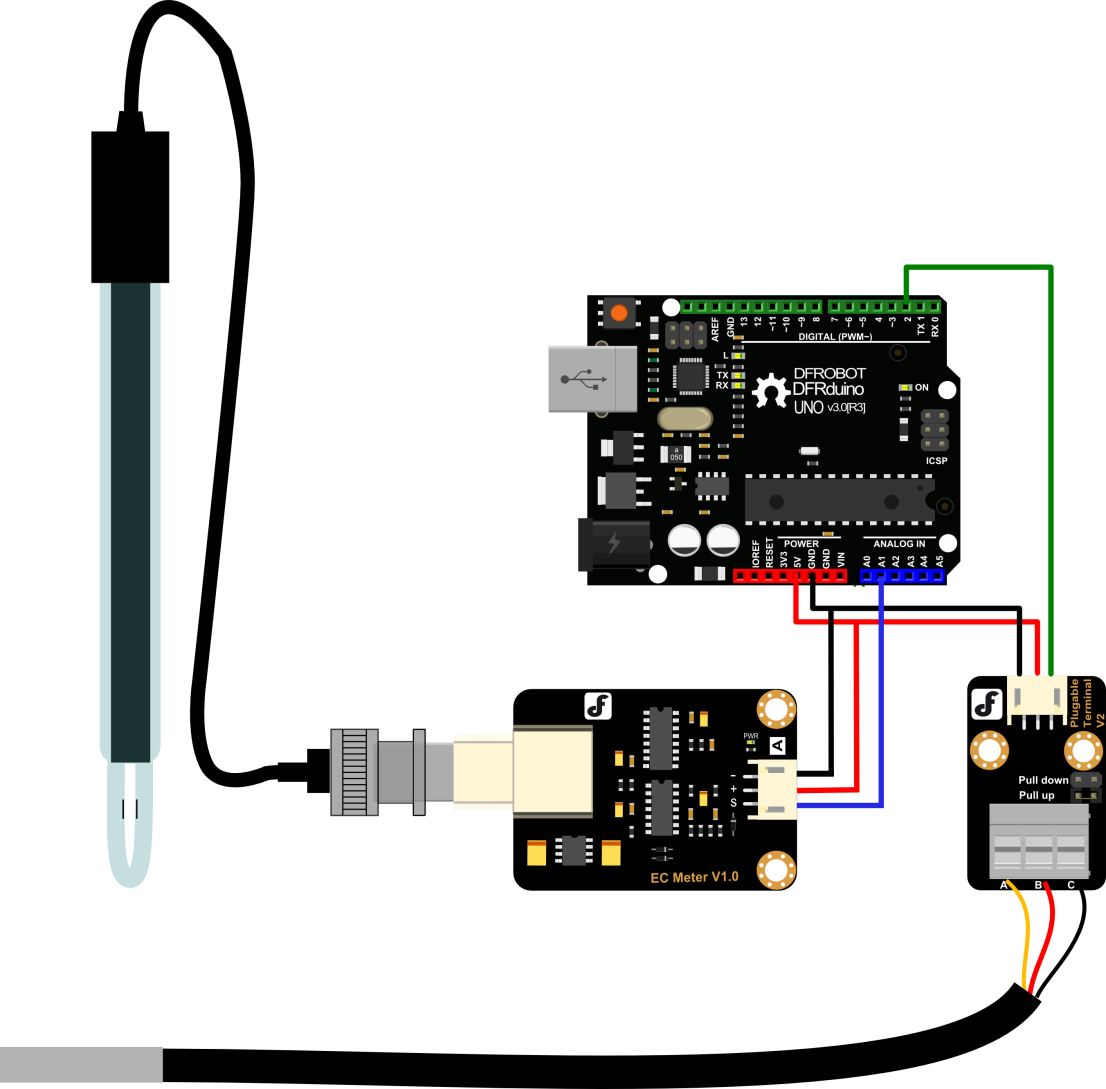 AREF
GND
13
12
~11
~10
~9
8
7
~6
~5
4
~3
2
TX 1
RX 0
DIGITAL (PWM~)
L
TX
RX
DFROBOT
DFRduino
UNO v3.0[R3]
ON
ICSP
a
050
POWER
ANALOG IN
IOREF
RESET
3V3
5V
GND
GND
VIN
A0
A1
A2
A3
A4
A5
PWR
A
-
+
S
EC Meter V1.0
Plugable
Terminal
V2
Pull down
Pull up
A B C